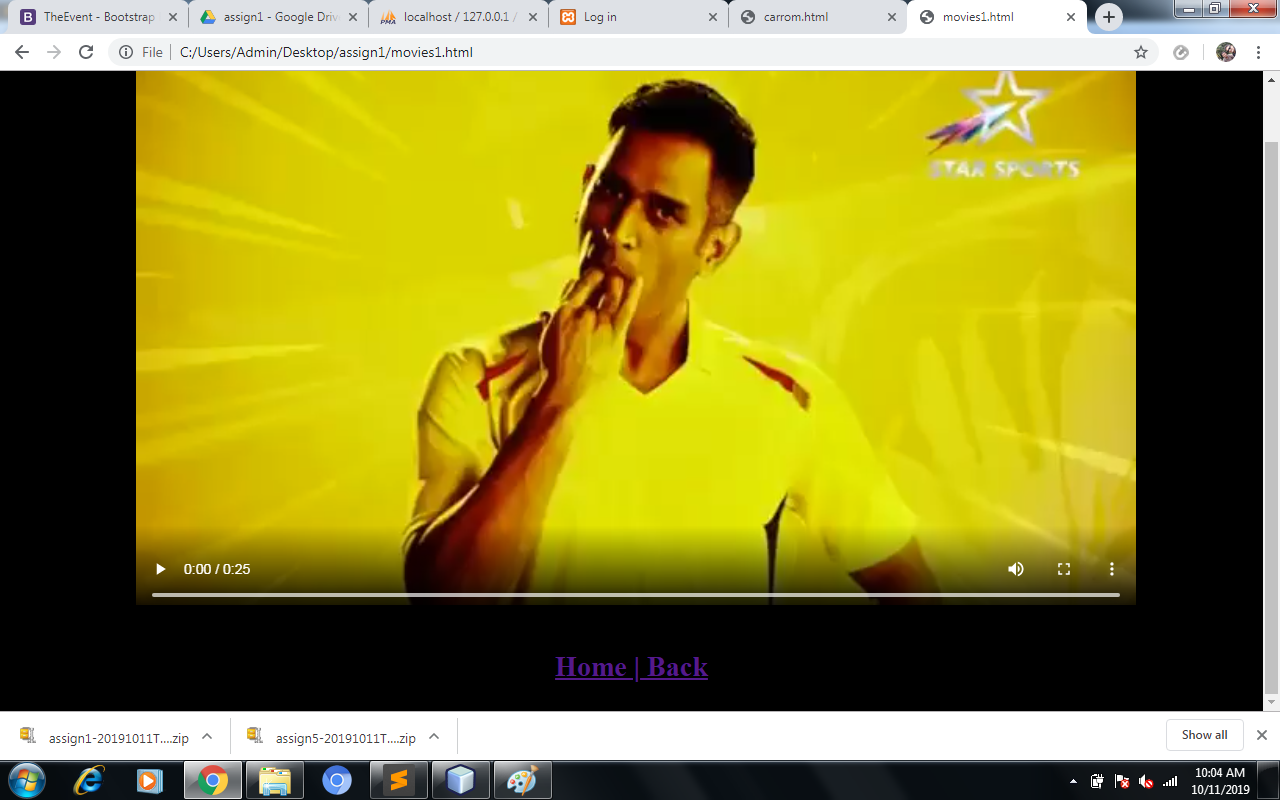 TheEvent - Bootstrap
assign1 - Google Driv
localhost / 127.0.0.1 /
Log in
carrom.html
movies1.html
File
C:/Users/Admin/Desktop/assign1/movies1.html
STAR SPORTS
0:00 / 0:25
Home | Back
assign1-20191011T....zip
assign5-20191011T....zip
Show all
10:04 AM
10/11/2019